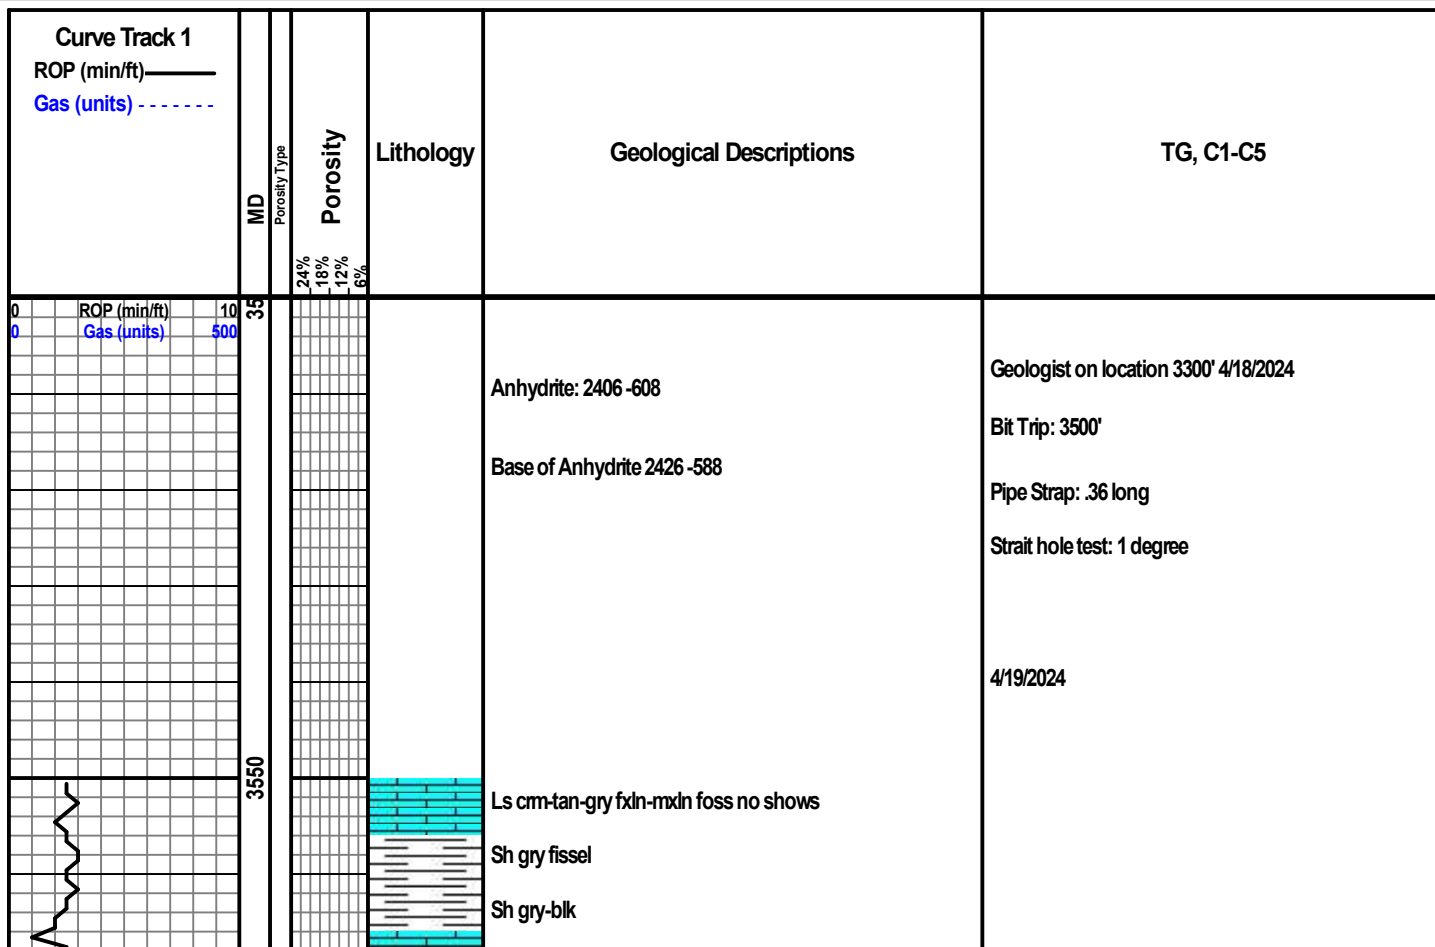 Curve Track 1
ROP (min/ft)
Gas (units)
MD
Porosity Type
Porosity
24%
18%
12%
6%
Lithology
Geological Descriptions
TG, C1-C5
0 ROP (min/ft) 10
0 Gas (units) 500
35
Geologist on location 3300' 4/18/2024
Anhydrite: 2406 -608
Bit Trip: 3500'
Base of Anhydrite 2426 -588
Pipe Strap: .36 long
Strait hole test: 1 degree
4/19/2024
3550
Ls crm-tan-gry fxln-mxln foss no shows
Sh gry fissel
Sh gry-blk